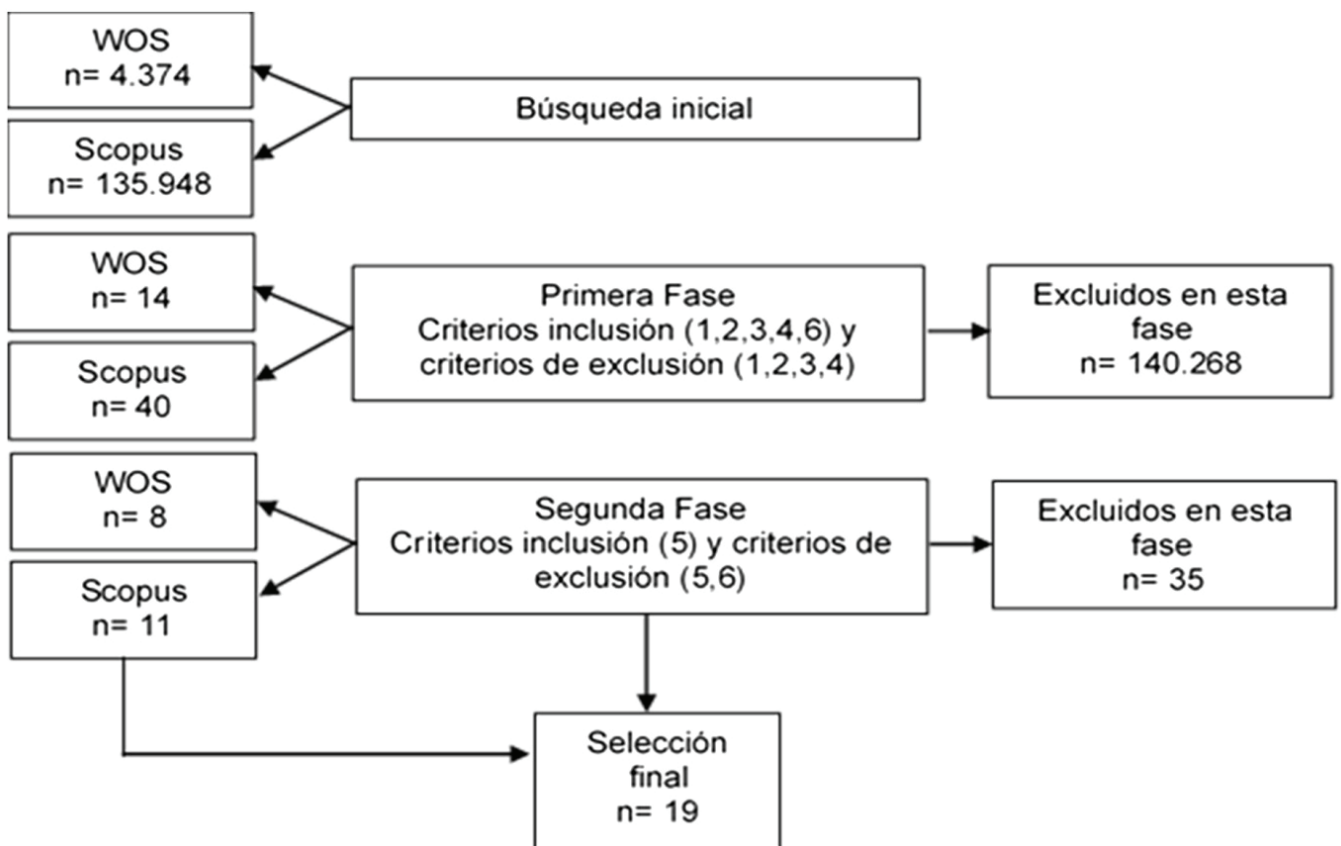 WOS
n= 4.374
Búsqueda inicial
Scopus
n= 135.948
WOS
n= 14
Scopus
n= 40
Primera Fase
Criterios inclusión (1,2,3,4,6) y
criterios de exclusión (1,2,3,4)
Excluidos en esta
fase
n= 140.268
WOS
n= 8
Scopus
n= 11
Segunda Fase
Criterios inclusión (5) y criterios de
exclusión (5,6)
Excluidos en esta
fase
n= 35
Selección
final
n= 19